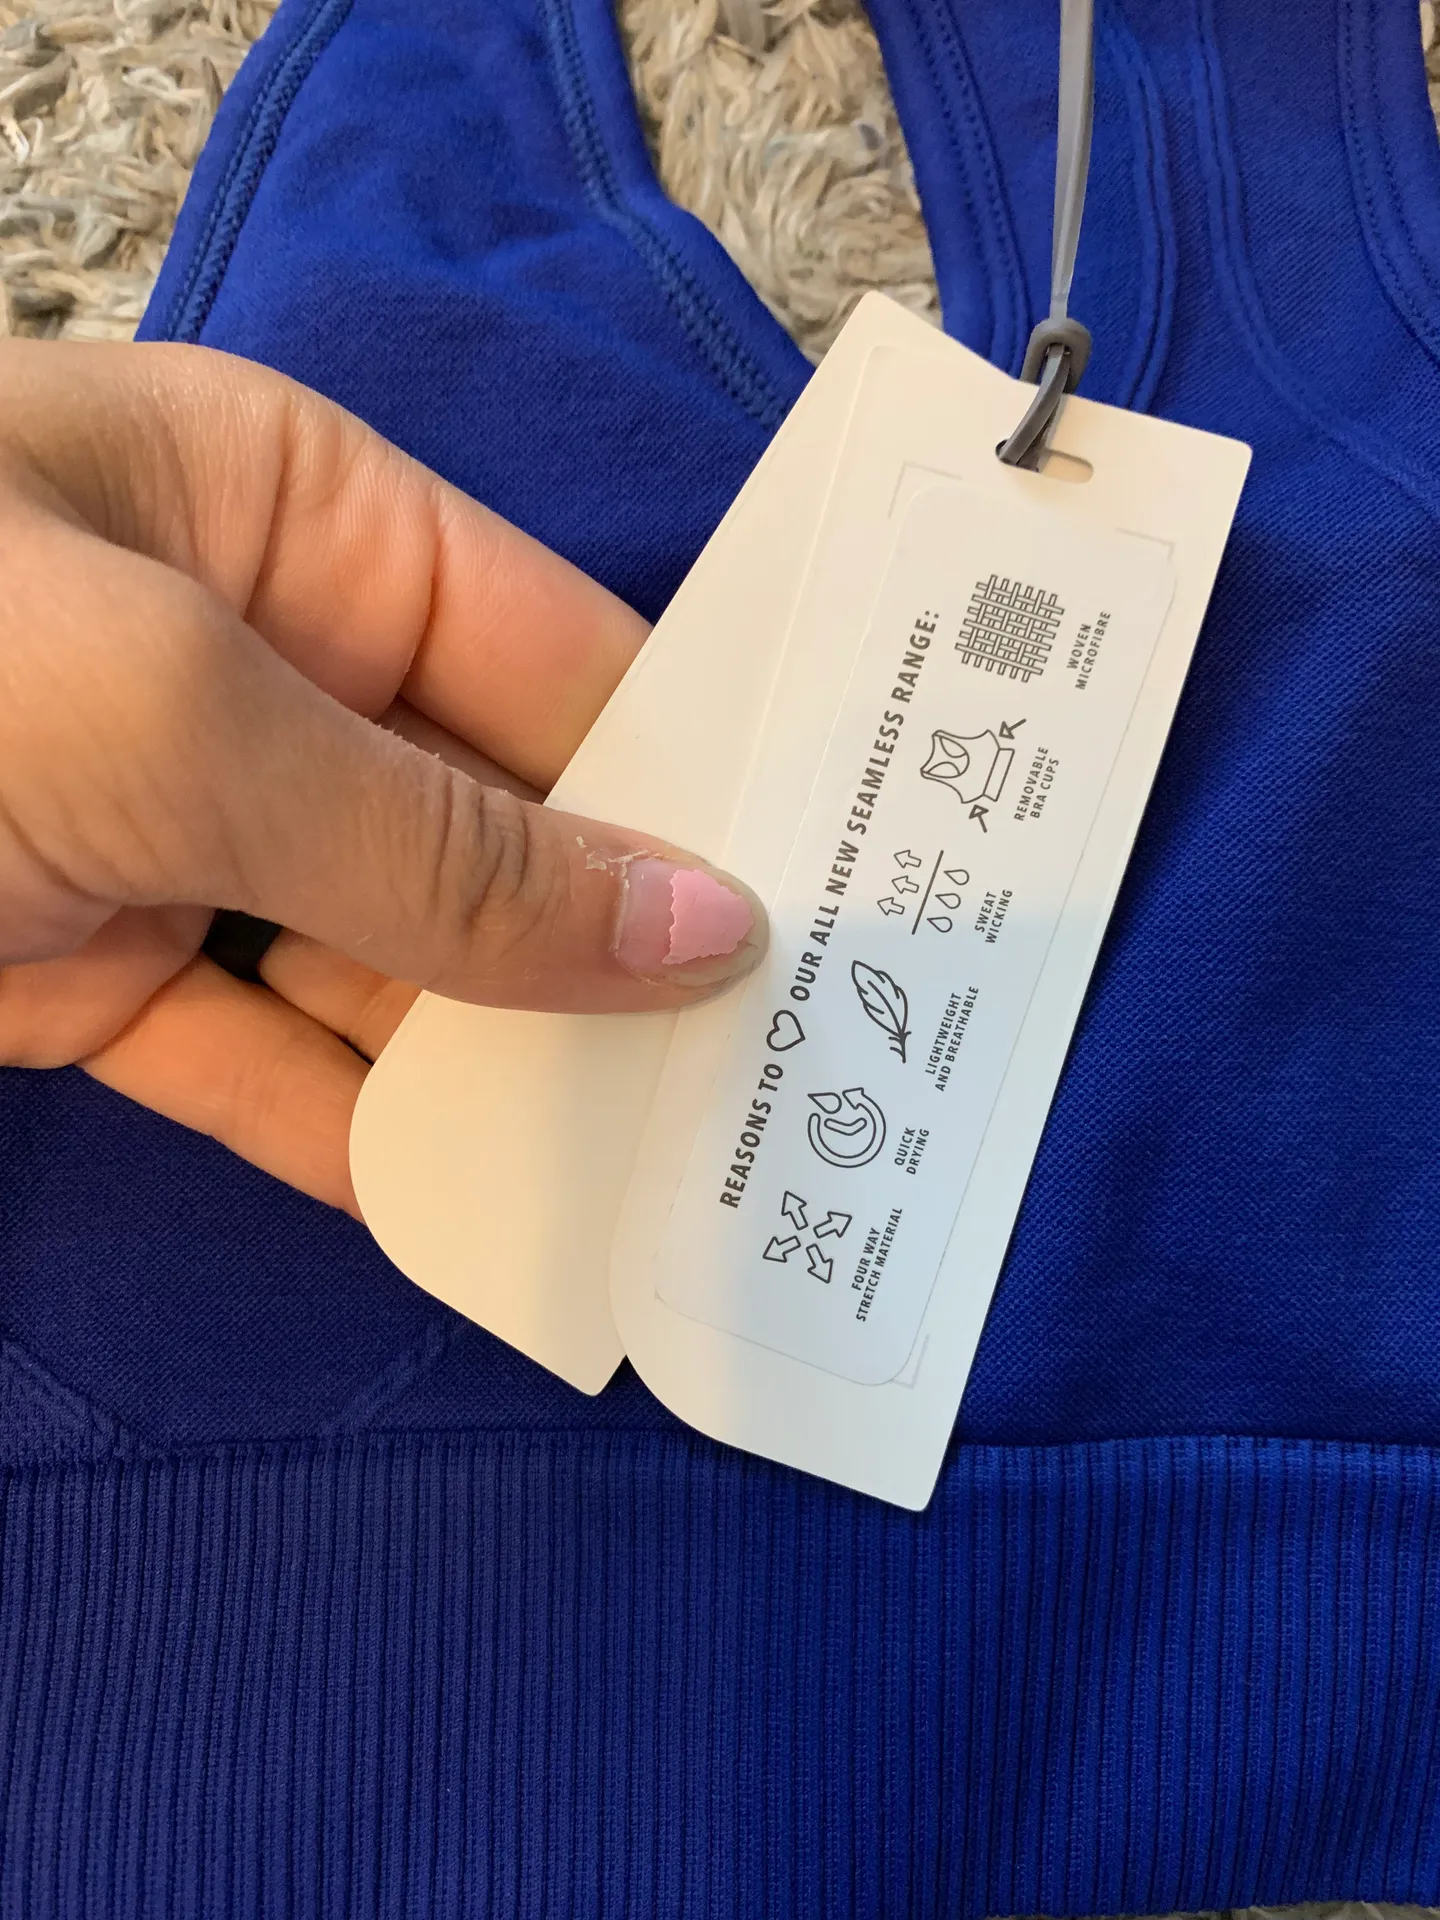 REASONS TO ♡ OUR ALL NEW SEAMLESS RANGE:
FOUR WAY
STRETCH MATERIAL
QUICK
DRYING
LIGHTWEIGHT
AND BREATHABLE
SWEAT
WICKING
REMOVABLE
BRA CUPS
WOVEN
MICROFIBRE